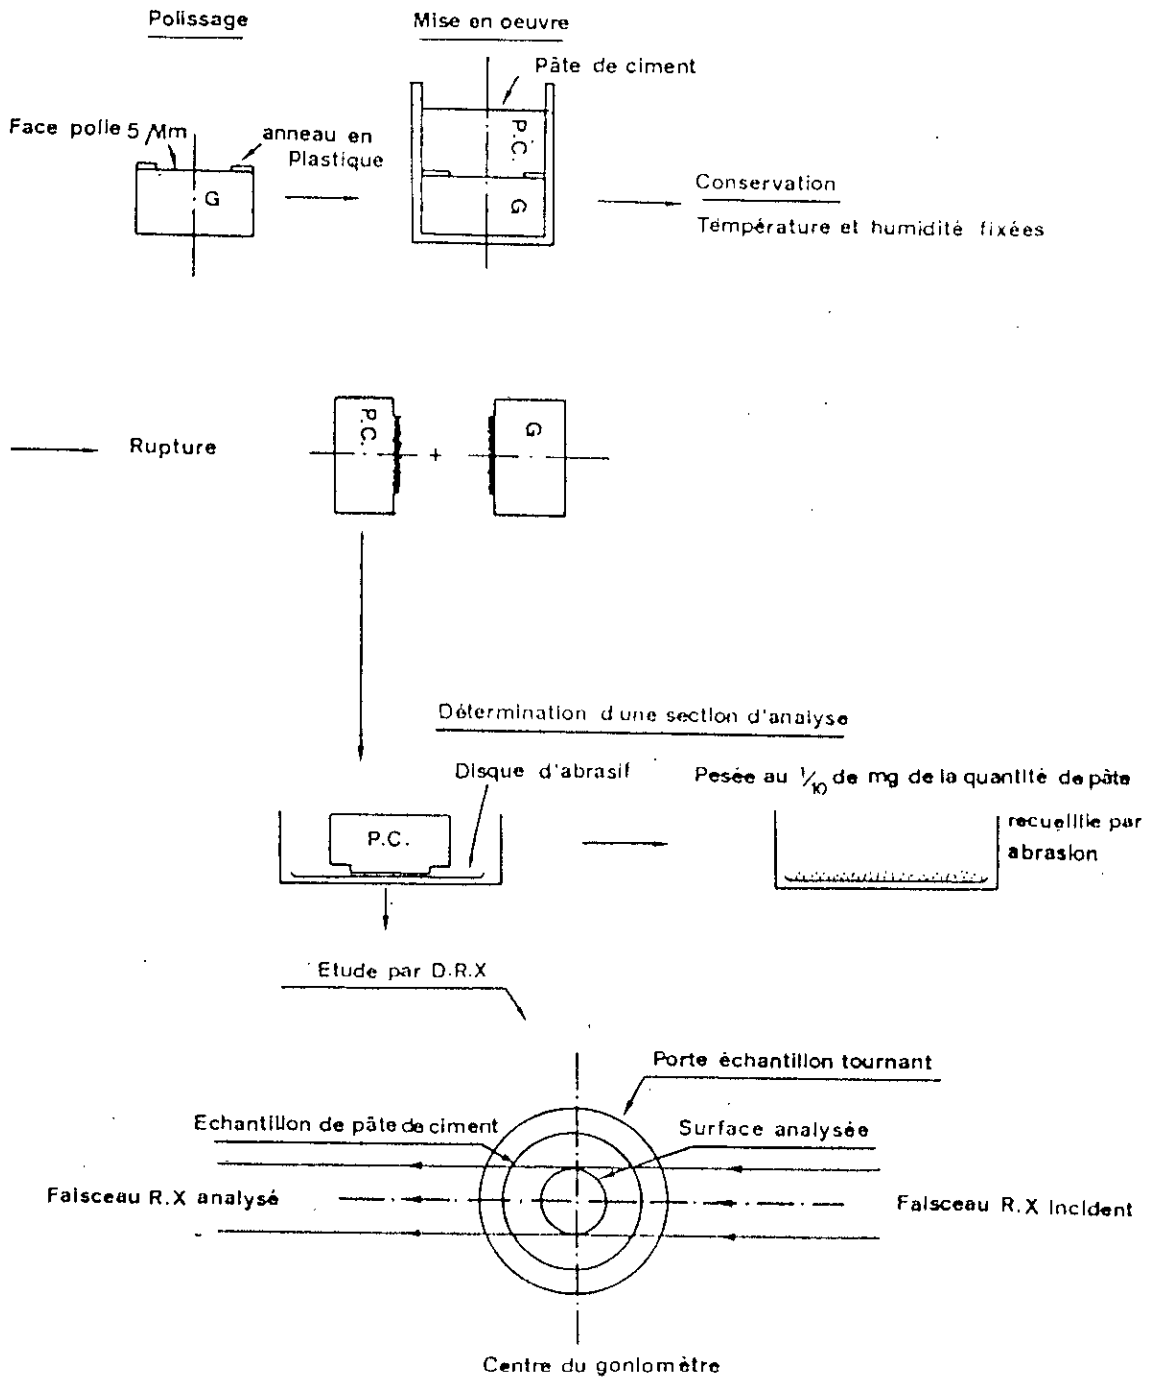 Polissage
Mise en oeuvre
Pâte de ciment
Face polie 5 µm
anneau en
Plastique
G
P.C.
G
Conservation
Température et humidité fixées
Rupture
P.C.
+
G
Détermination d'une section d'analyse
Disque d'abrasif
Pesée au 1/10 de mg de la quantité de pâte
recueillie par
abrasion
P.C.
Etude par D.R.X
Porte échantillon tournant
Echantillon de pâte de ciment
Surface analysée
Faisceau R.X analysé
Faisceau R.X incident
Centre du goniomètre